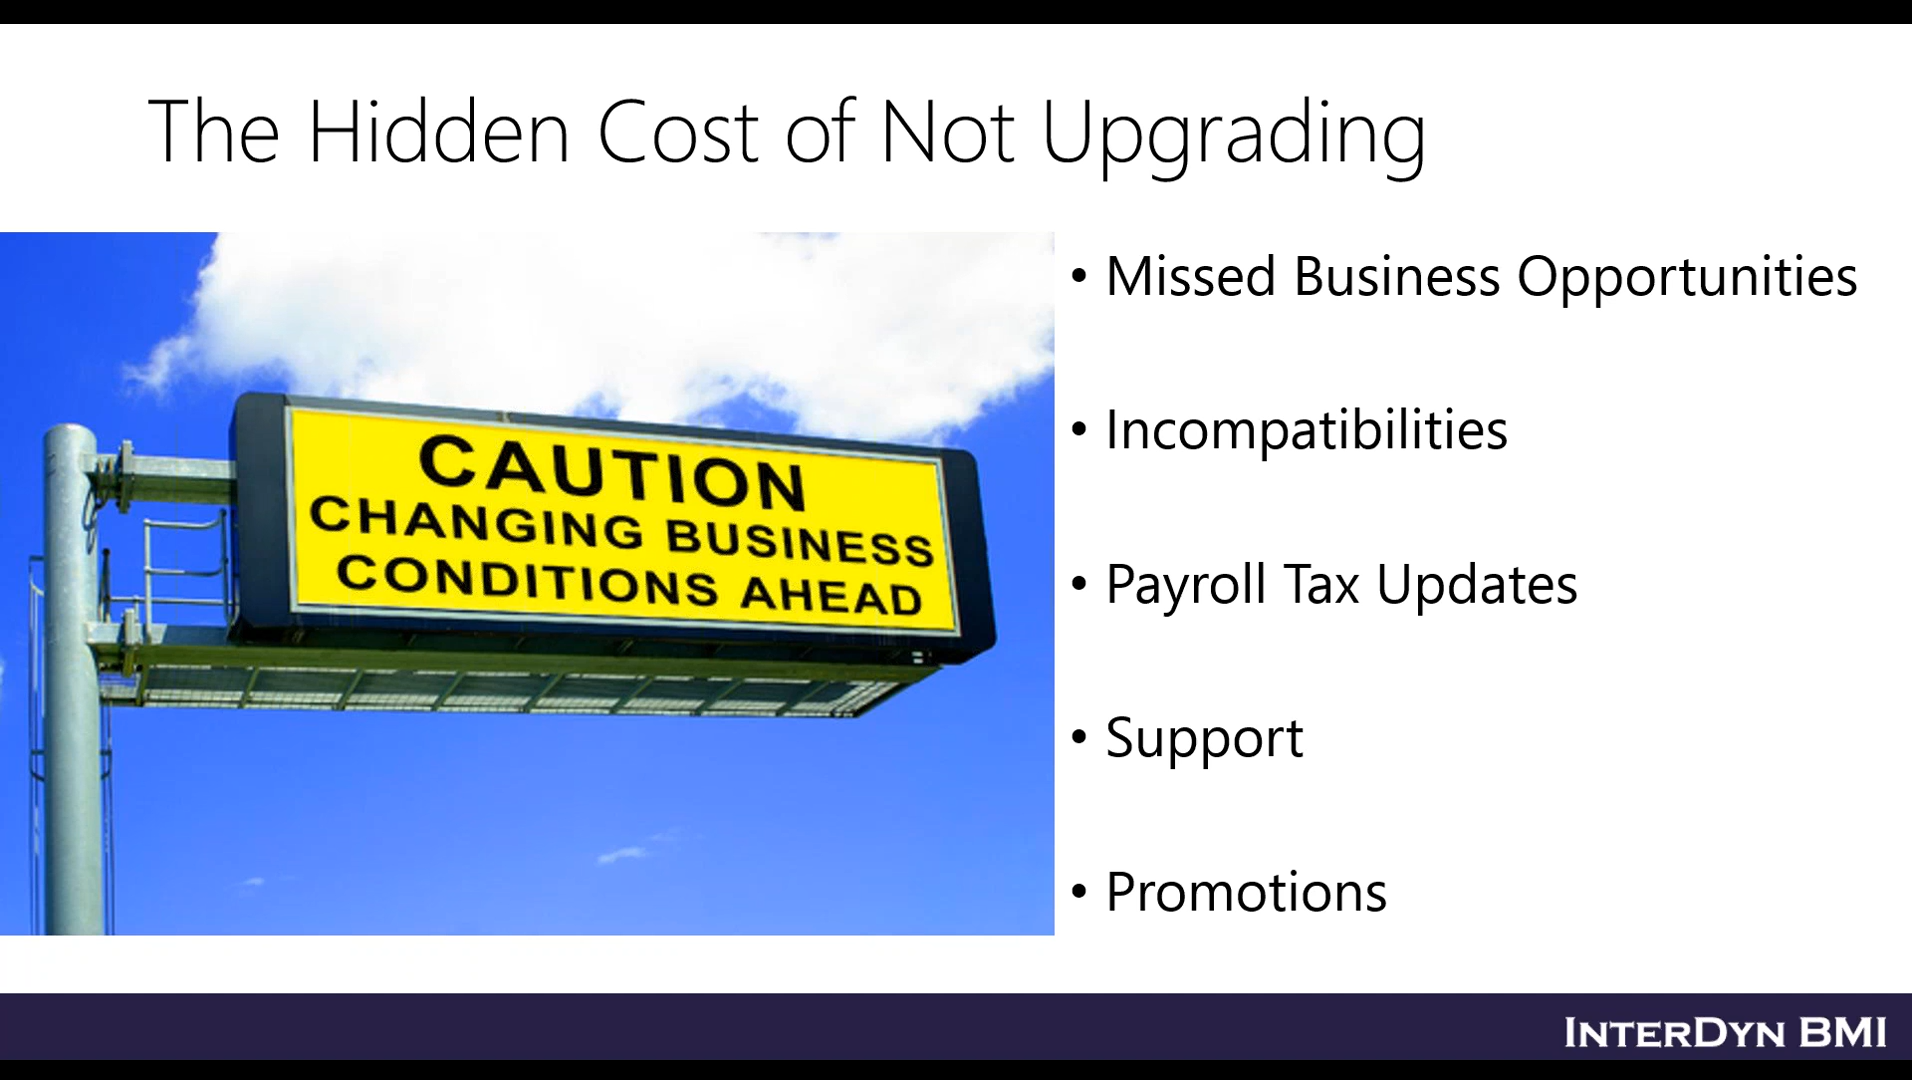 The Hidden Cost of Not Upgrading
CAUTION
CHANGING BUSINESS
CONDITIONS AHEAD
• Missed Business Opportunities
• Incompatibilities
• Payroll Tax Updates
• Support
• Promotions
INTERDYN BMI